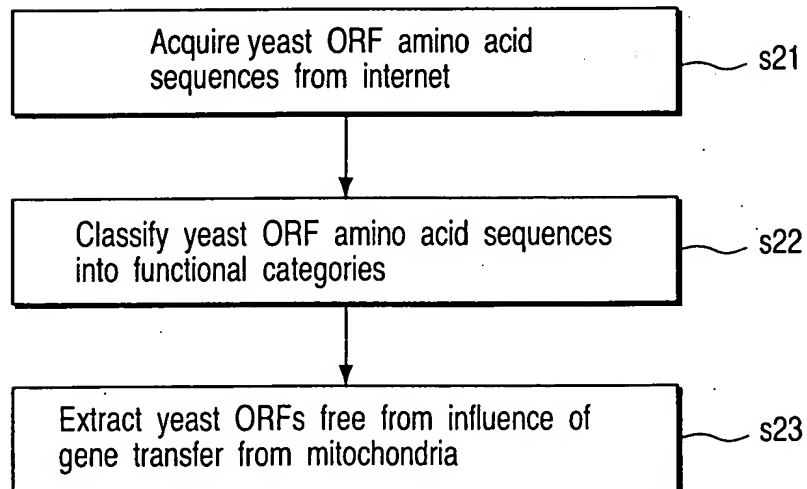 Acquire yeast ORF amino acid
sequences from internet
s21
Classify yeast ORF amino acid sequences
into functional categories
s22
Extract yeast ORFs free from influence of
gene transfer from mitochondria
s23